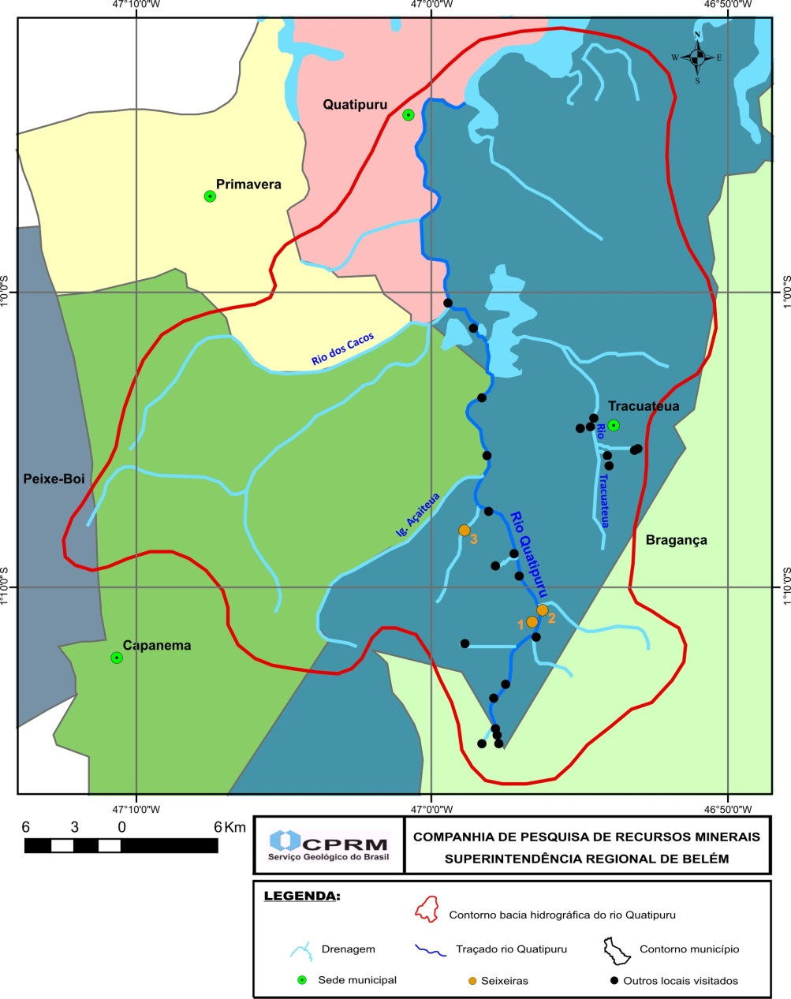 47°10'0"W
47°0'0"W
46°50'0"W
N
W
E
S
Quatipuru
Primavera
1°0'0"S
1°0'0"S
Rio dos Cacos
Tracuateua
Rio
Tracuateua
Peixe-Boi
Ig. Açaiteua
Rio Quatipuru
3
Bragança
1°10'0"S
1°10'0"S
1
2
Capanema
47°10'0"W
47°0'0"W
46°50'0"W
6 3 0 6 Km
CPRM
Serviço Geológico do Brasil
COMPANHIA DE PESQUISA DE RECURSOS MINERAIS
SUPERINTENDÊNCIA REGIONAL DE BELÉM
LEGENDA:
Contorno bacia hidrográfica do rio Quatipuru
Drenagem
Traçado rio Quatipuru
Contorno município
Sede municipal
Seixeiras
Outros locais visitados